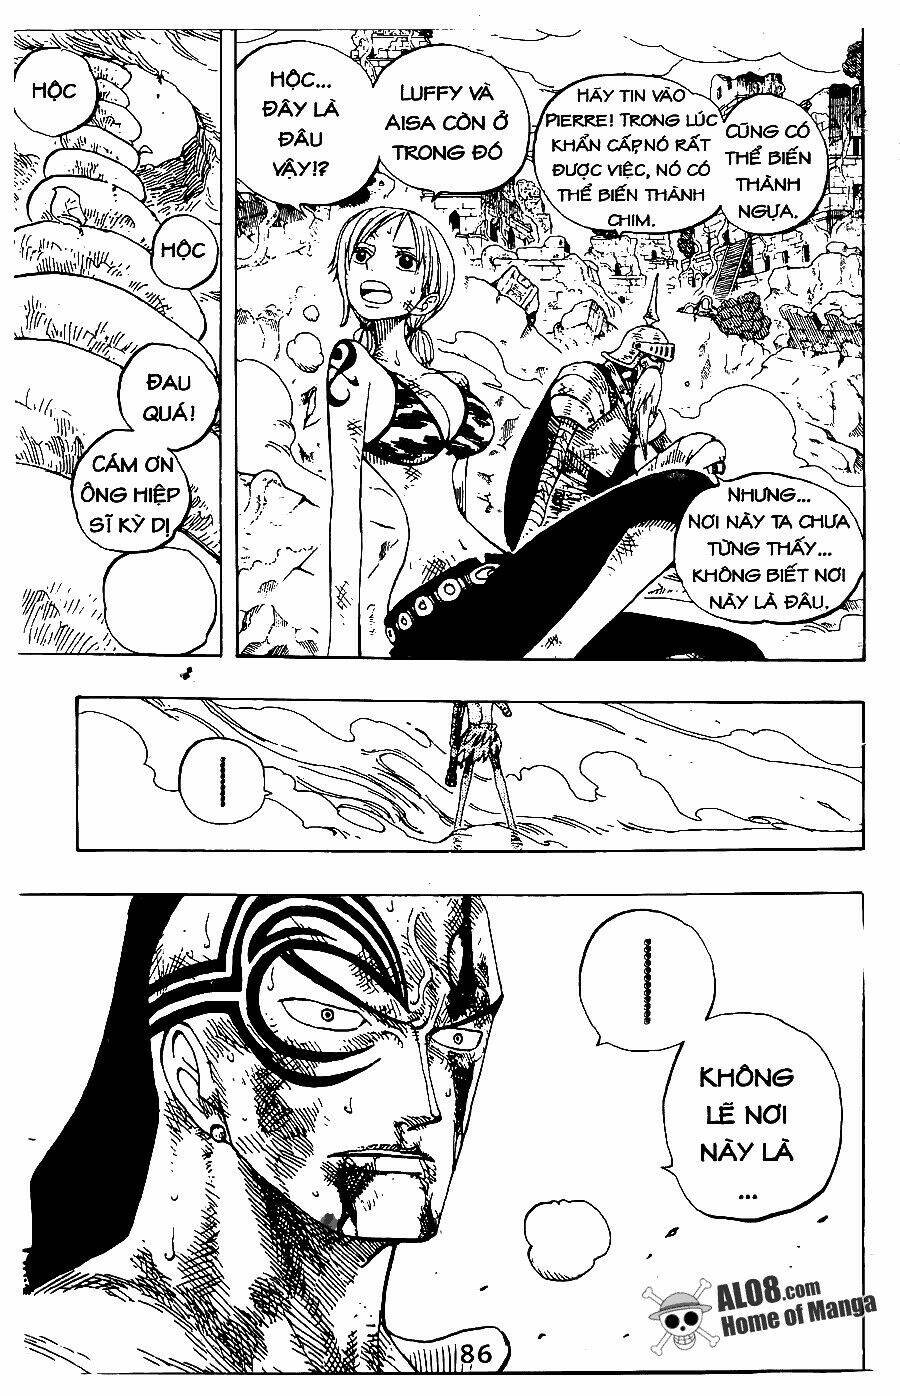 HỘC
HỘC...
ĐÂY LÀ
ĐÂU
VẬY!?
LUFFY VÀ
AISA CÒN Ở
TRONG ĐÓ
HÃY TIN VÀO
PIERRE! TRONG LÚC
KHẨN CẤP, NÓ RẤT
ĐƯỢC VIỆC, NÓ CÓ
THỂ BIẾN THÀNH
CHIM.
CŨNG CÓ
THỂ BIẾN
THÀNH
NGỰA.
HỘC
ĐAU
QUÁ!
CÁM ƠN
ÔNG HIỆP
SĨ KỲ DỊ
NHƯNG...
NƠI NÀY TA CHƯA
TỪNG THẤY...
KHÔNG BIẾT NƠI
NÀY LÀ ĐÂU.
KHÔNG
LẼ NƠI
NÀY LÀ
...
AL08.com
Home of Manga
86